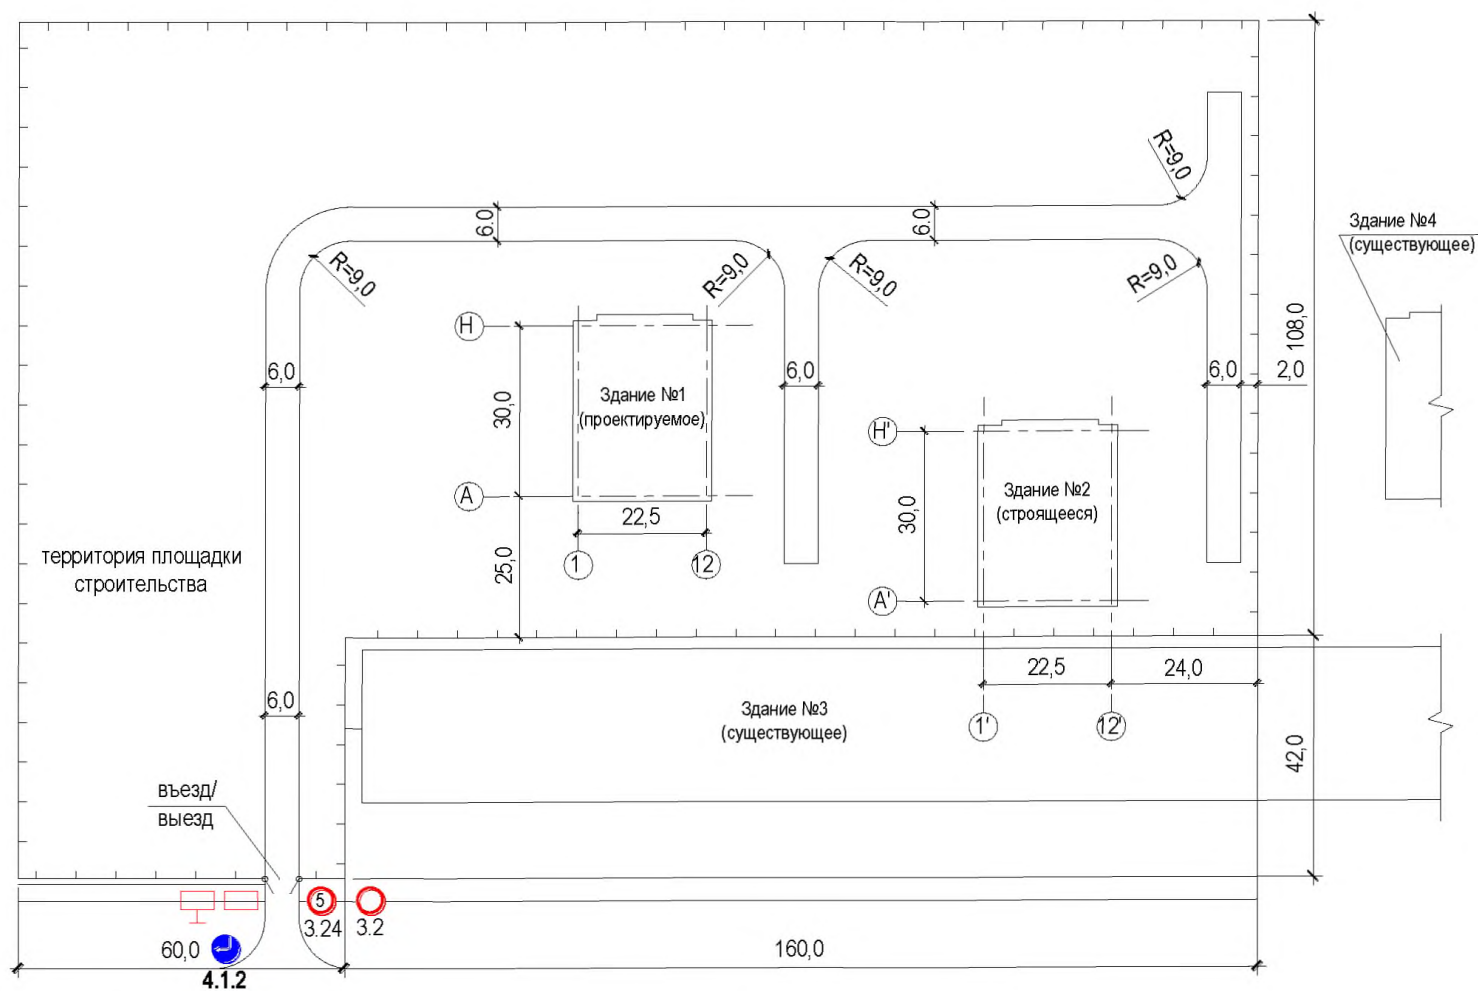 R=9,0
6.0
6.0
Здание №4
(существующее)
R=9,0
R=9,0
R=9,0
R=9,0
108,0
Н
6,0
6,0
6,0
2,0
30,0
Здание №1
(проектируемое)
Н'
А
22,5
Здание №2
(строящееся)
30,0
1
12
25,0
территория площадки
строительства
А'
22,5
24,0
6,0
Здание №3
(существующее)
1'
12'
42,0
въезд/
выезд
5
3.24
3.2
60,0
160,0
4.1.2